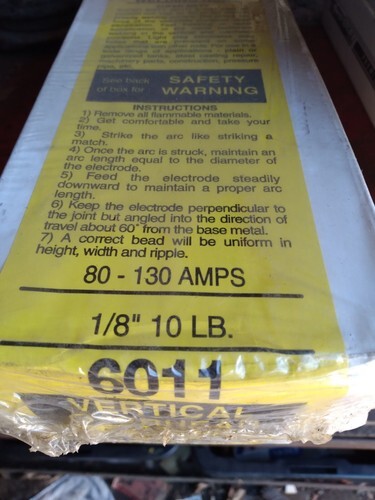 See back
of box for
SAFETY
WARNING
INSTRUCTIONS
1) Remove all flammable materials.
2) Get comfortable and take your
time.
3) Strike the arc like striking a
match.
4) Once the arc is struck, maintain an
arc length equal to the diameter of
the electrode.
5) Feed the electrode steadily
downward to maintain a proper arc
length.
6) Keep the electrode perpendicular to
the joint but angled into the direction of
travel about 60° from the base metal.
7) A correct bead will be uniform in
height, width and ripple.
80 - 130 AMPS
1/8" 10 LB.
6011
VERTICAL